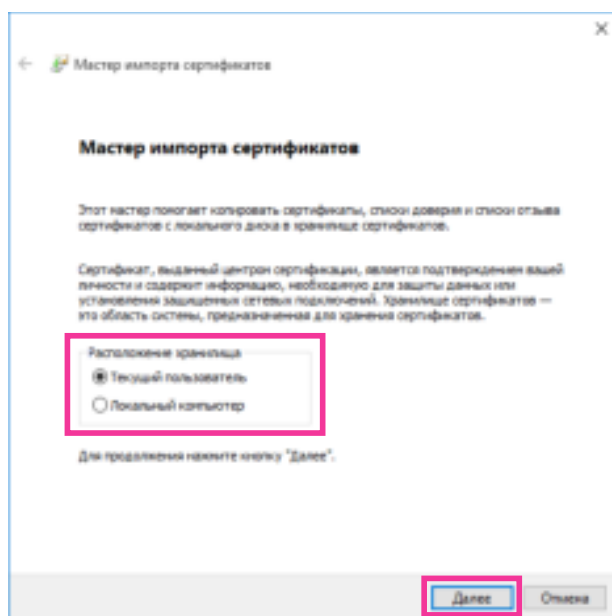 Мастер импорта сертификатов
Мастер импорта сертификатов
Этот мастер помогает копировать сертификаты, списки доверия и списки отзыва
сертификатов с локального диска в хранилище сертификатов.
Сертификат, выданный центром сертификации, является подтверждением вашей
личности и содержит информацию, необходимую для защиты данных или
установления защищенных сетевых подключений. Хранилище сертификатов —
это область системы, предназначенная для хранения сертификатов.
Расположение хранилища
Текущий пользователь
Локальный компьютер
Для продолжения нажмите кнопку "Далее".
Далее
Отмена